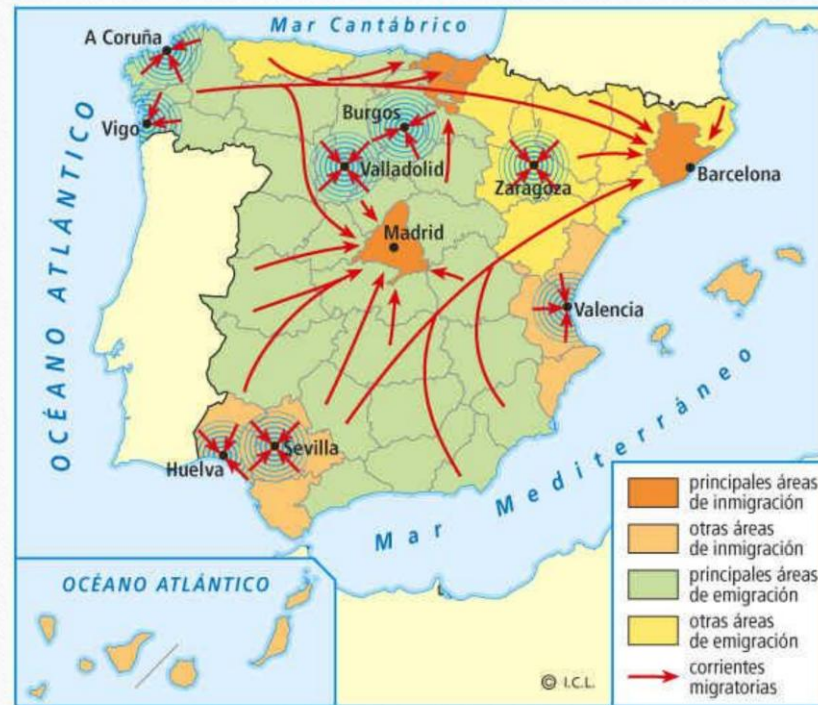 Mar Cantábrico
A Coruña
Vigo
Burgos
Valladolid
Zaragoza
Barcelona
Madrid
Valencia
Huelva
Sevilla
OCÉANO ATLÁNTICO
Mar Mediterráneo
OCÉANO ATLÁNTICO
© I.C.L.
principales áreas
de inmigración
otras áreas
de inmigración
principales áreas
de emigración
otras áreas
de emigración
corrientes
migratorias